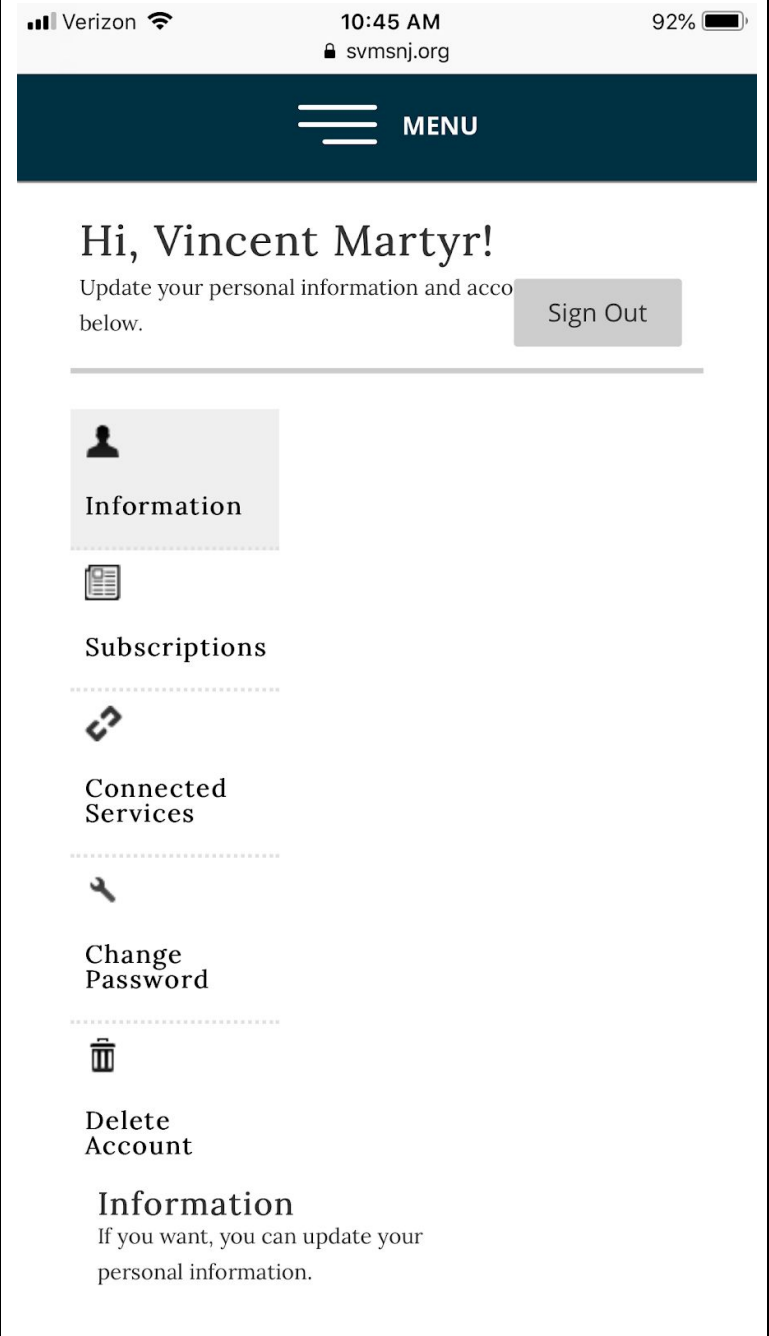 Verizon 10:45 AM 92%
svmsnj.org
MENU
Hi, Vincent Martyr!
Update your personal information and acco
below.
Sign Out
Information
Subscriptions
Connected
Services
Change
Password
Delete
Account
Information
If you want, you can update your
personal information.